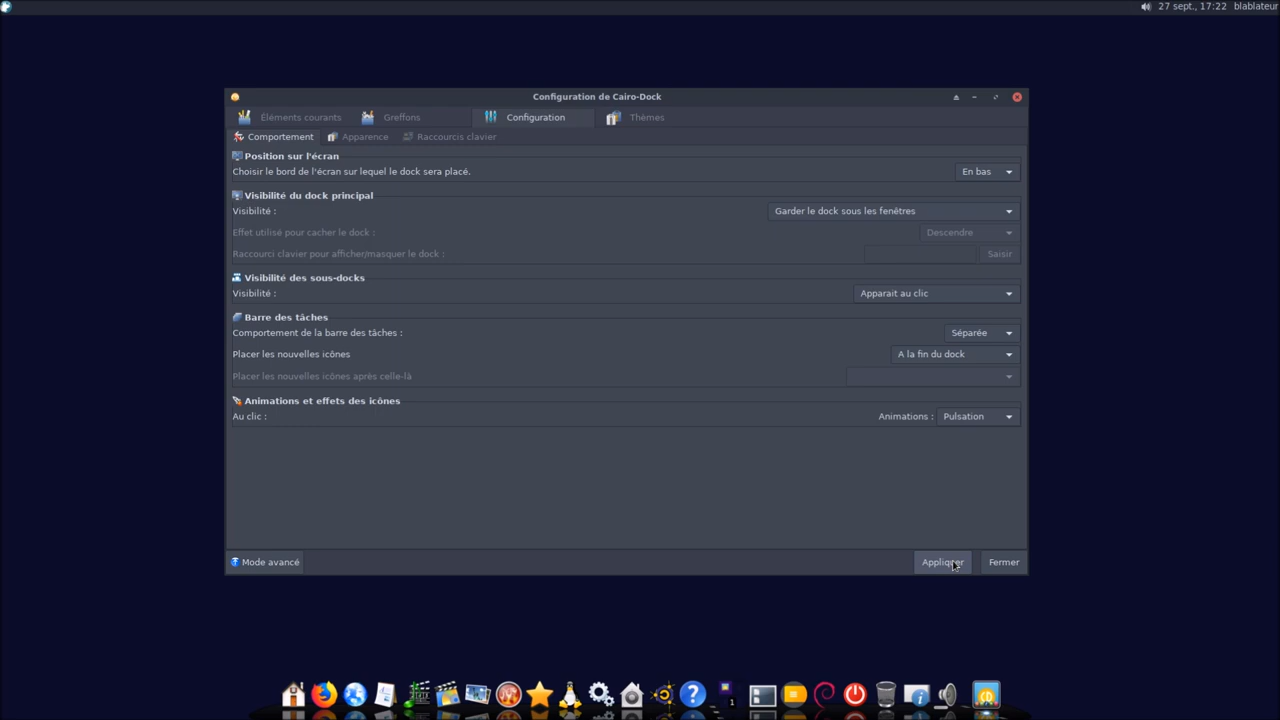 27 sept., 17:22 blablateur
Configuration de Cairo-Dock
Éléments courants Greffons Configuration Thèmes
Comportement Apparence Raccourcis clavier
Position sur l'écran
Choisir le bord de l'écran sur lequel le dock sera placé. En bas
Visibilité du dock principal
Visibilité : Garder le dock sous les fenêtres
Effet utilisé pour cacher le dock : Descendre
Raccourci clavier pour afficher/masquer le dock : Saisir
Visibilité des sous-docks
Visibilité : Apparait au clic
Barre des tâches
Comportement de la barre des tâches : Séparée
Placer les nouvelles icônes A la fin du dock
Placer les nouvelles icônes après celle-là
Animations et effets des icônes
Au clic : Animations : Pulsation
Mode avancé Appliquer Fermer
1